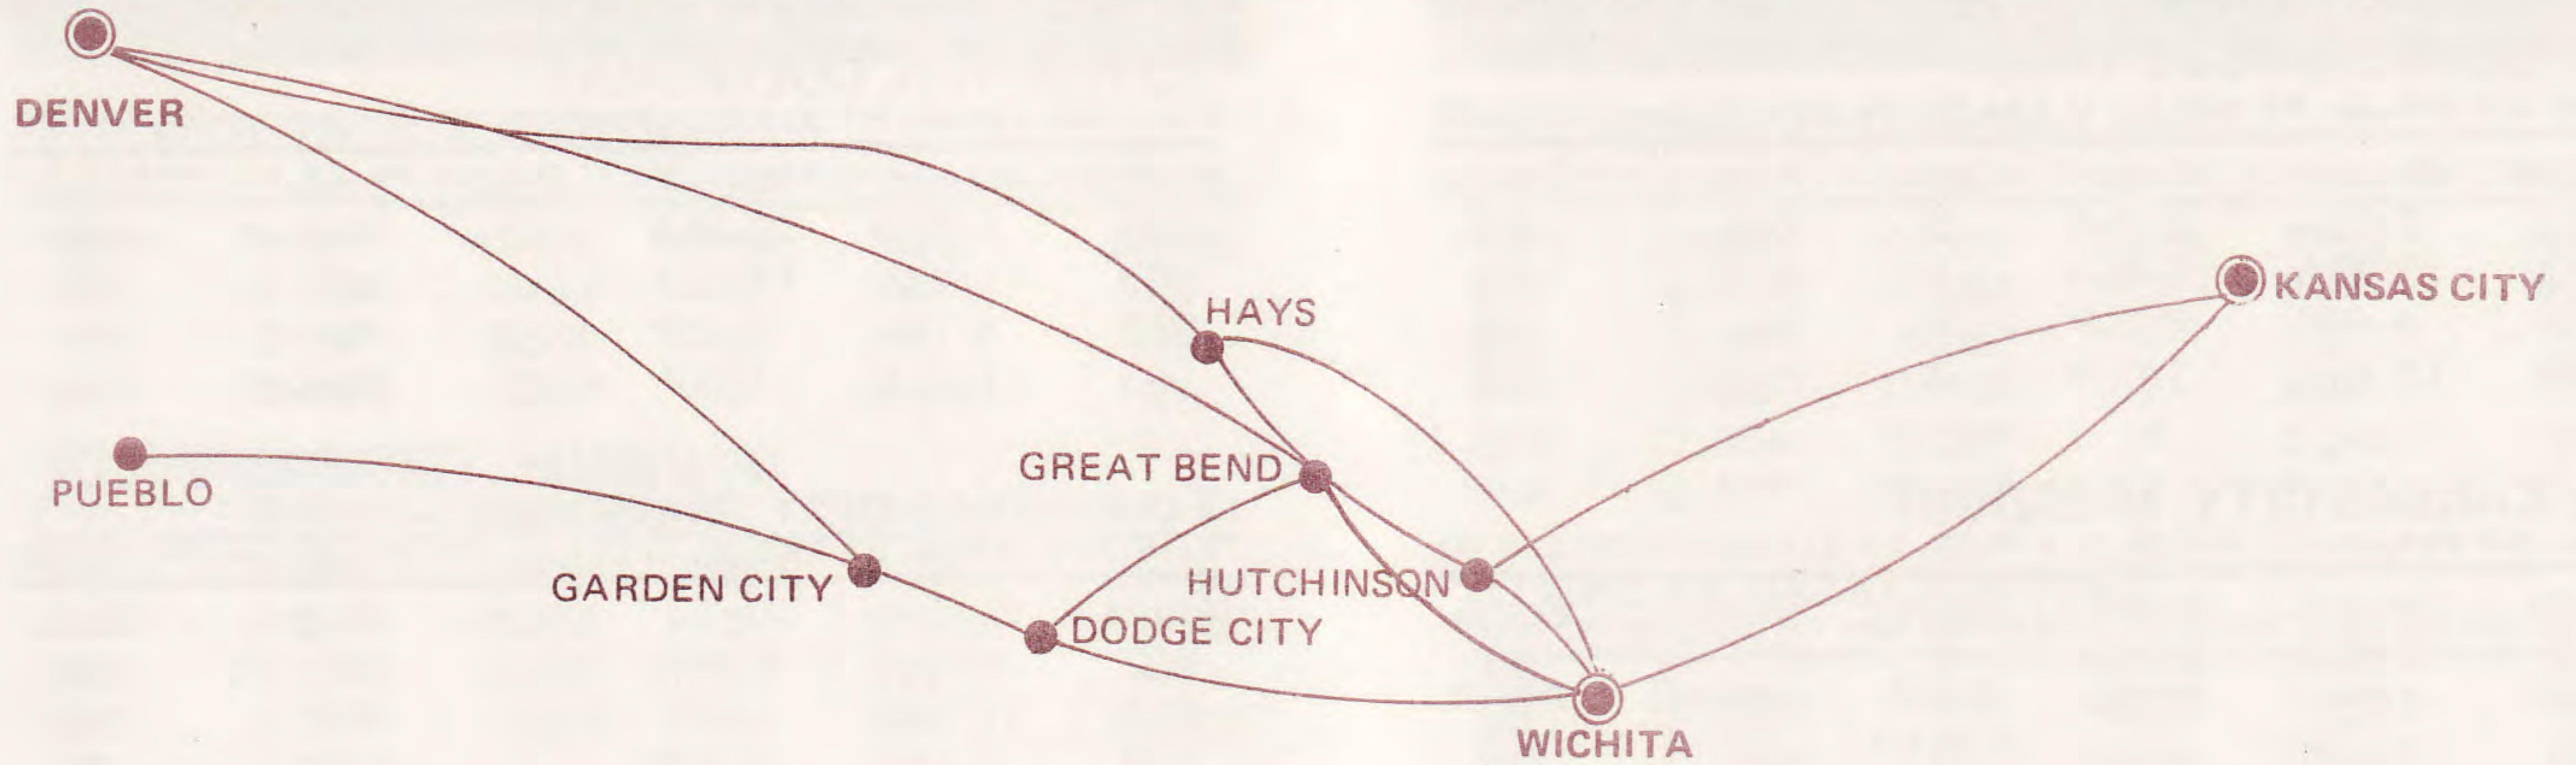 DENVER
HAYS
KANSAS CITY
GREAT BEND
PUEBLO
GARDEN CITY
HUTCHINSON
DODGE CITY
WICHITA